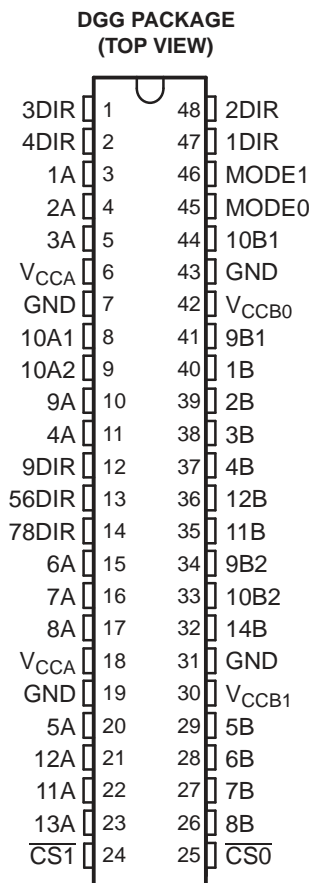 DGG PACKAGE
(TOP VIEW)
3DIR 1 48 2DIR
4DIR 2 47 1DIR
1A 3 46 MODE1
2A 4 45 MODE0
3A 5 44 10B1
VCCA 6 43 GND
GND 7 42 VCCB0
10A1 8 41 9B1
10A2 9 40 1B
9A 10 39 2B
4A 11 38 3B
9DIR 12 37 4B
56DIR 13 36 12B
78DIR 14 35 11B
6A 15 34 9B2
7A 16 33 10B2
8A 17 32 14B
VCCA 18 31 GND
GND 19 30 VCCB1
5A 20 29 5B
12A 21 28 6B
11A 22 27 7B
13A 23 26 8B
C̅S̅1̅ 24 25 C̅S̅0̅